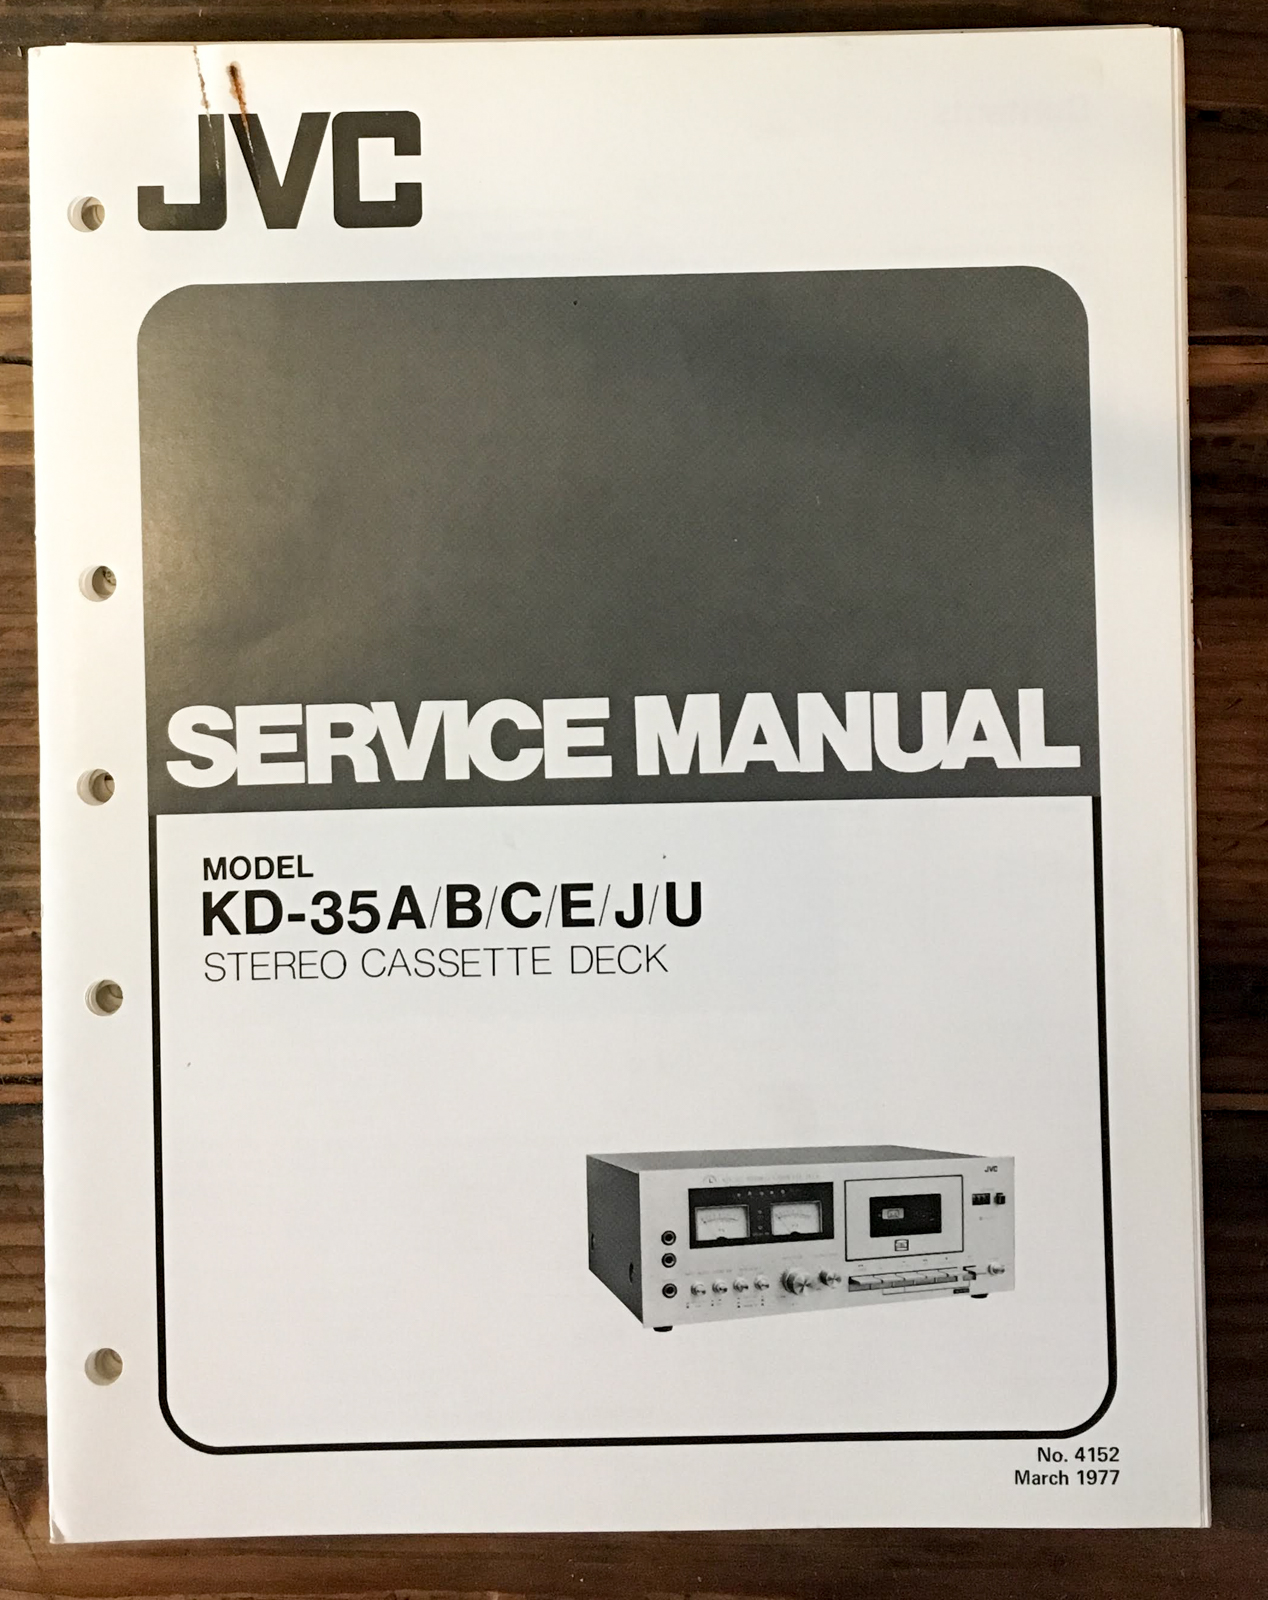 JVC
SERVICE MANUAL
MODEL
KD-35A/B/C/E/J/U
STEREO CASSETTE DECK
JVC
No. 4152
March 1977